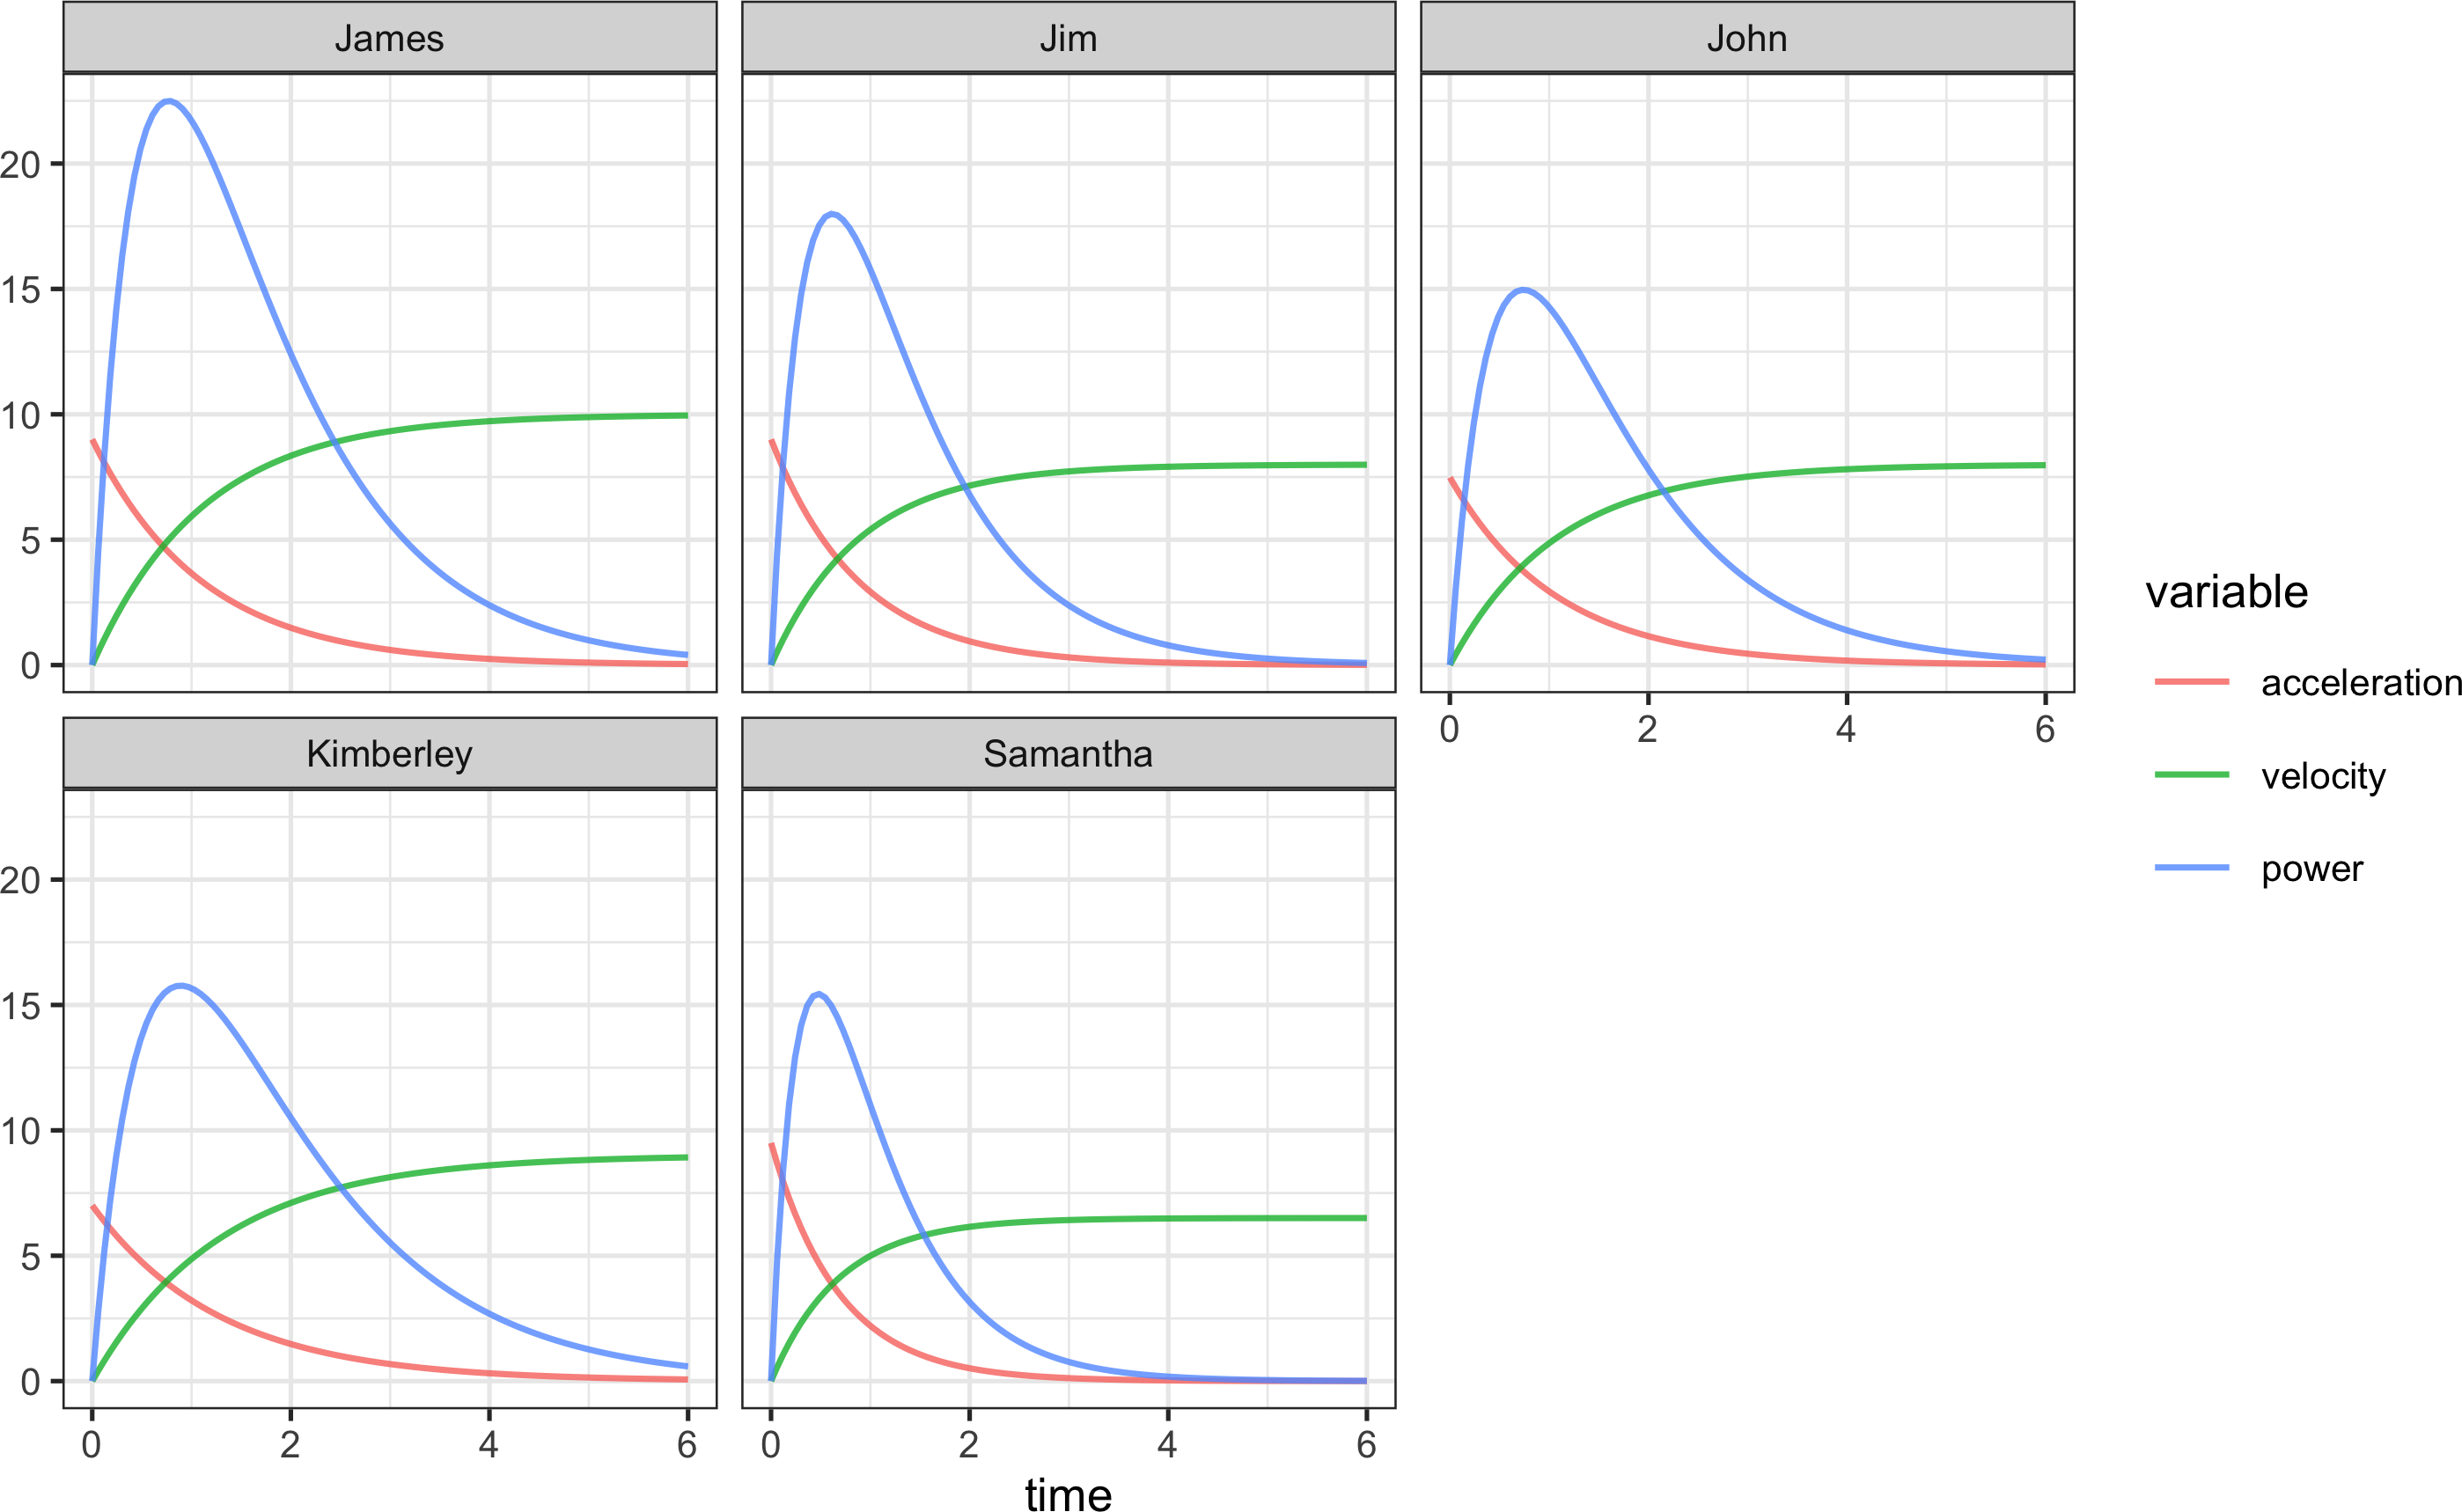 James Jim John
20
15
10
5
0
0 2 4 6
Kimberley Samantha
20
15
10
5
0
0 2 4 6 0 2 4 6
time
variable
acceleration
velocity
power